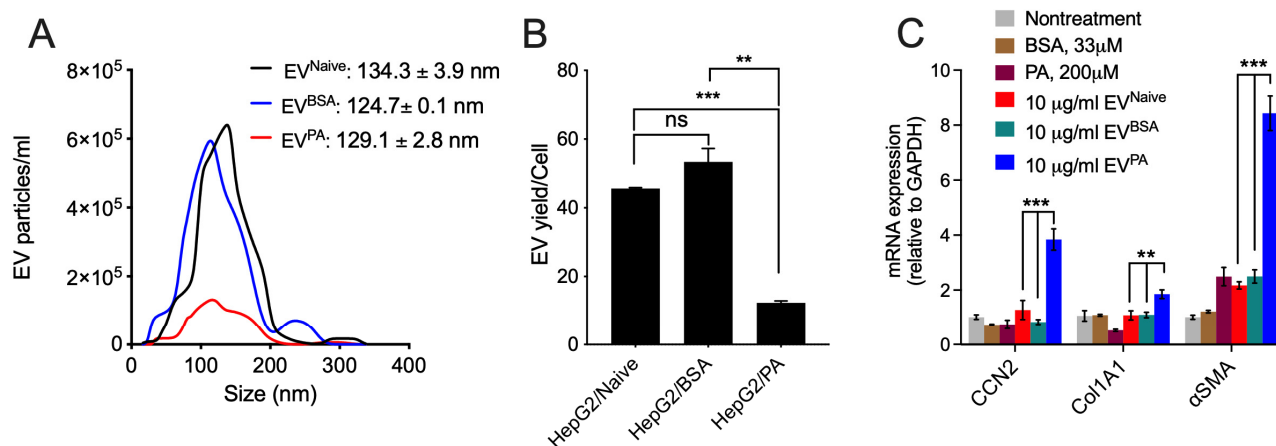 A
EV particles/ml
8×10⁵
6×10⁵
4×10⁵
2×10⁵
0
0
100
200
300
400
Size (nm)
EV^Naive: 134.3 ± 3.9 nm
EV^BSA: 124.7± 0.1 nm
EV^PA: 129.1 ± 2.8 nm
B
EV yield/Cell
80
60
40
20
0
**
***
ns
HepG2/Naive
HepG2/BSA
HepG2/PA
C
Nontreatment
BSA, 33μM
PA, 200μM
10 μg/ml EV^Naive
10 μg/ml EV^BSA
10 μg/ml EV^PA
mRNA expression
(relative to GAPDH)
10
8
6
4
2
0
***
**
***
CCN2
Col1A1
αSMA